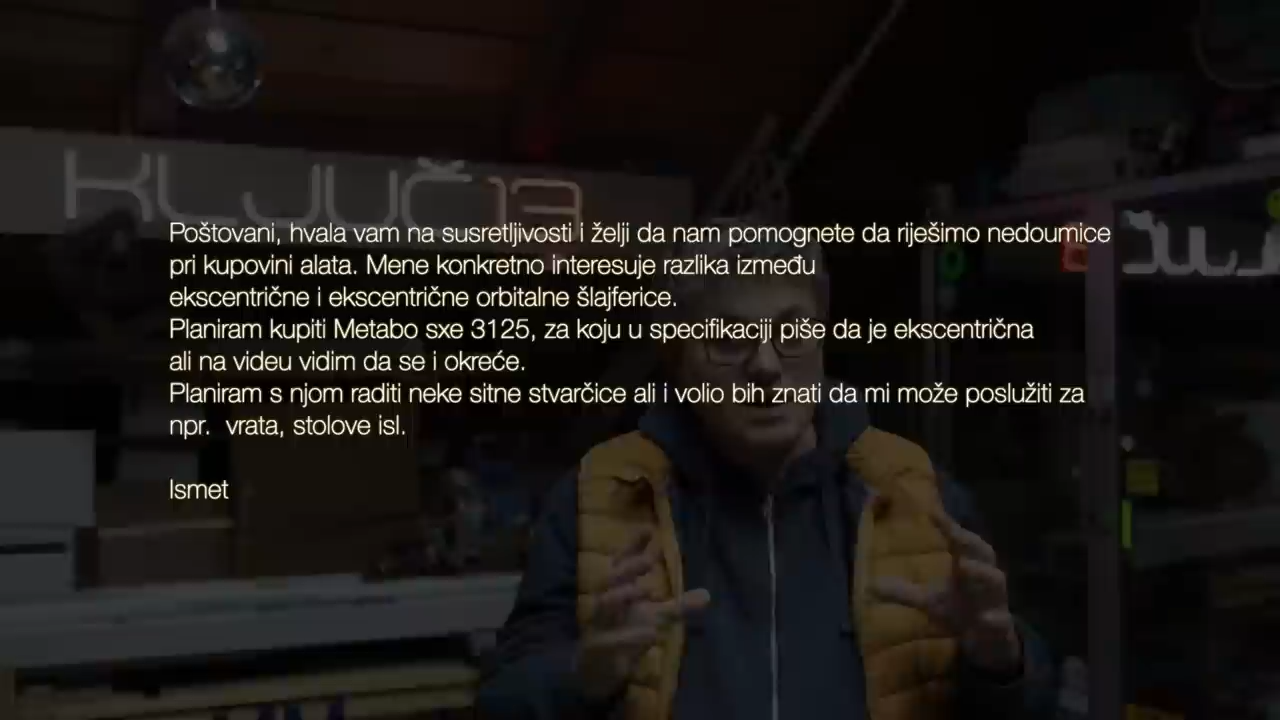 KLJUČ13
Poštovani, hvala vam na susretljivosti i želji da nam pomognete da riješimo nedoumice
pri kupovini alata. Mene konkretno interesuje razlika između
ekscentrične i ekscentrične orbitalne šlajferice.
Planiram kupiti Metabo sxe 3125, za koju u specifikaciji piše da je ekscentrična
ali na videu vidim da se i okreće.
Planiram s njom raditi neke sitne stvarčice ali i volio bih znati da mi može poslužiti za
npr.  vrata, stolove isl.
Ismet